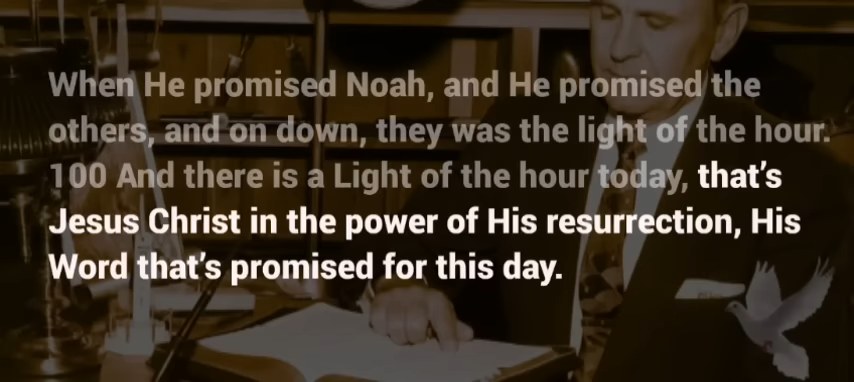 When He promised Noah, and He promised the
others, and on down, they was the light of the hour.
100 And there is a Light of the hour today, that’s
Jesus Christ in the power of His resurrection, His
Word that’s promised for this day.